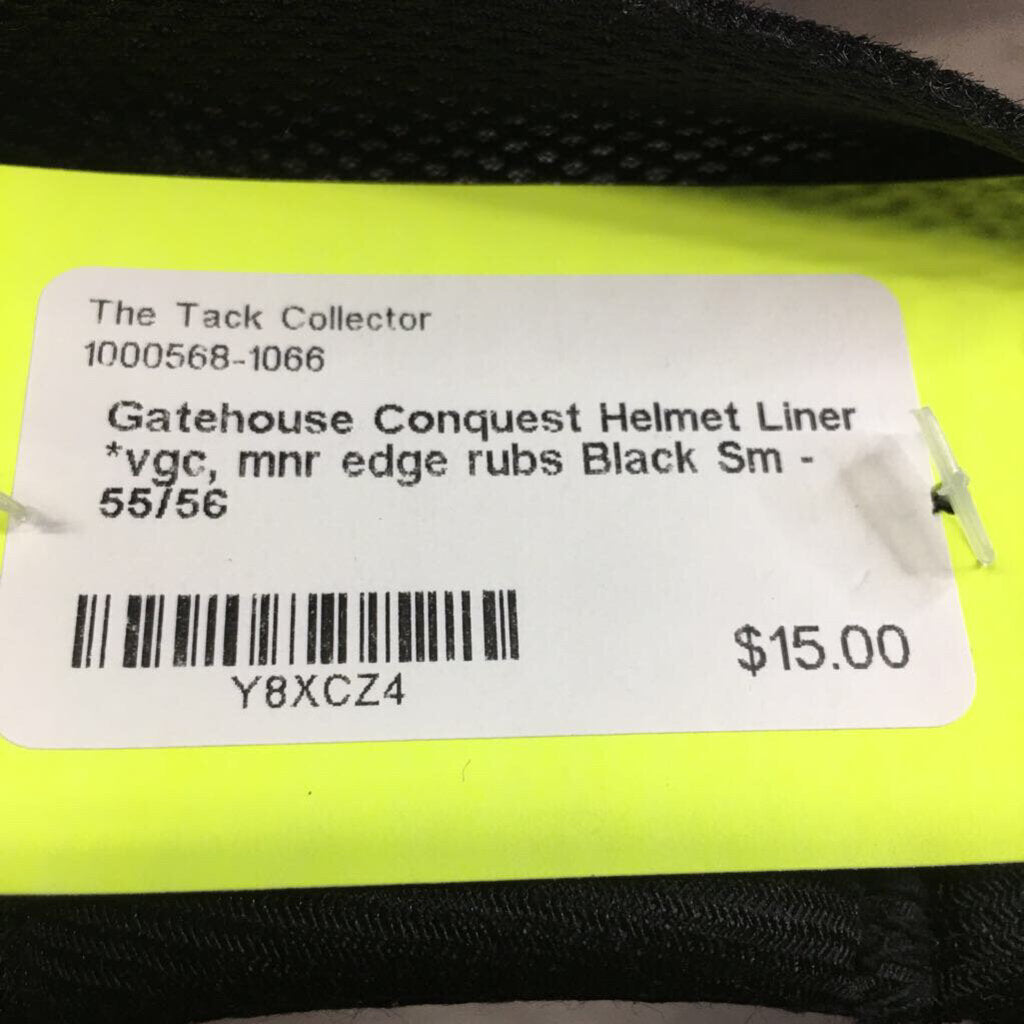 The Tack Collector
1000568-1066
Gatehouse Conquest Helmet Liner
*vgc, mnr edge rubs Black Sm -
55/56
Y8XCZ4
$15.00